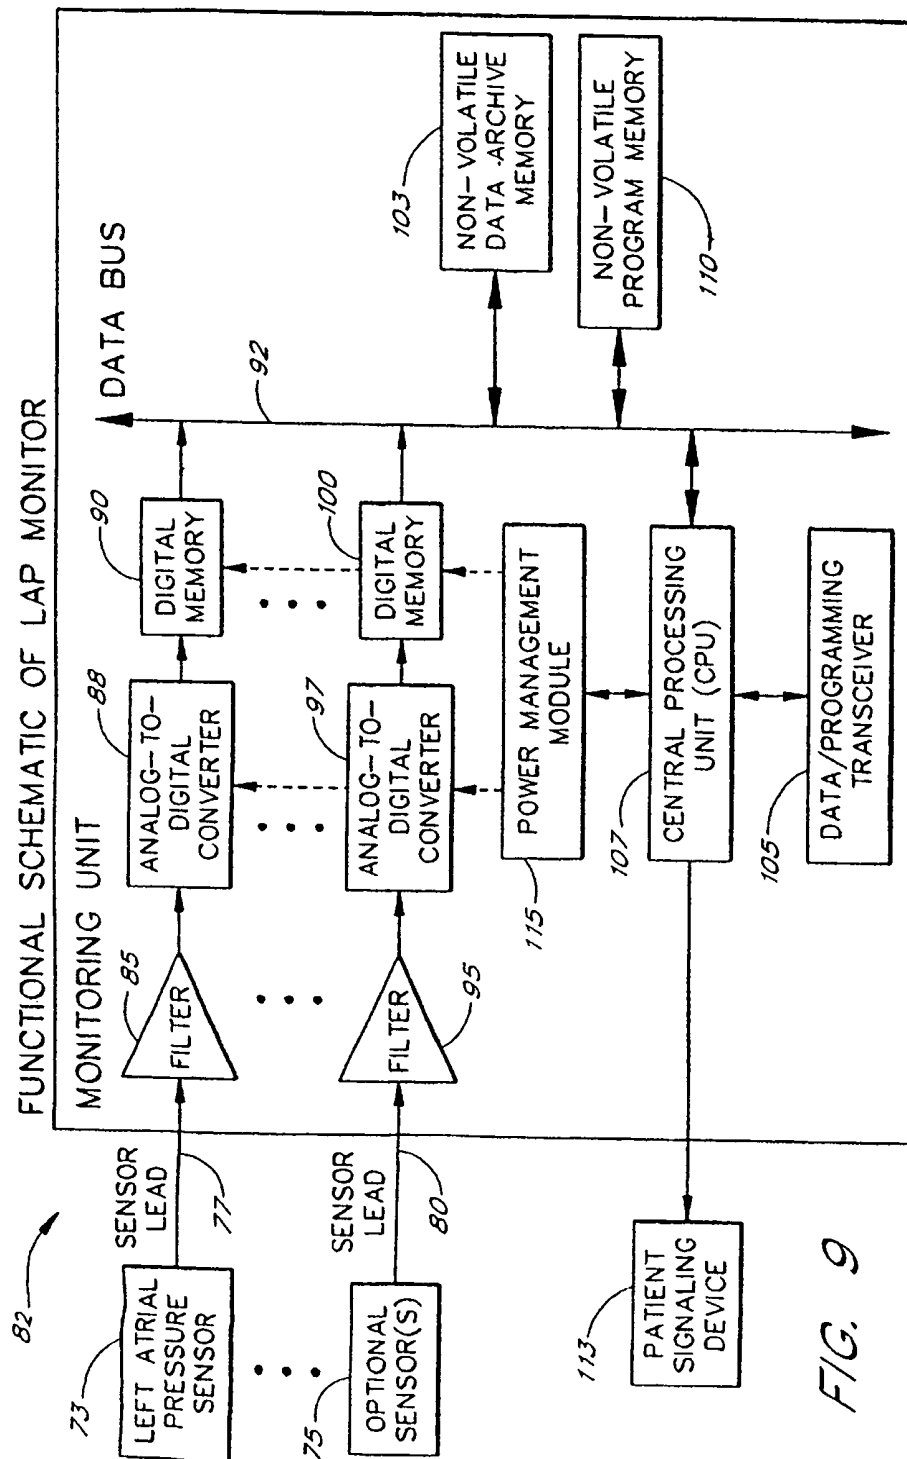 FUNCTIONAL SCHEMATIC OF LAP MONITOR
82
MONITORING UNIT
DATA BUS
92
73
LEFT ATRIAL
PRESSURE
SENSOR
SENSOR
LEAD
77
85
FILTER
88
ANALOG-TO-
DIGITAL
CONVERTER
90
DIGITAL
MEMORY
75
OPTIONAL
SENSOR(S)
SENSOR
LEAD
80
FILTER
95
97
ANALOG-TO-
DIGITAL
CONVERTER
100
DIGITAL
MEMORY
103
NON-VOLATILE
DATA-ARCHIVE
MEMORY
NON-VOLATILE
PROGRAM MEMORY
110
115
POWER MANAGEMENT
MODULE
107
CENTRAL PROCESSING
UNIT (CPU)
105
DATA/PROGRAMMING
TRANSCEIVER
113
PATIENT
SIGNALING
DEVICE
FIG. 9